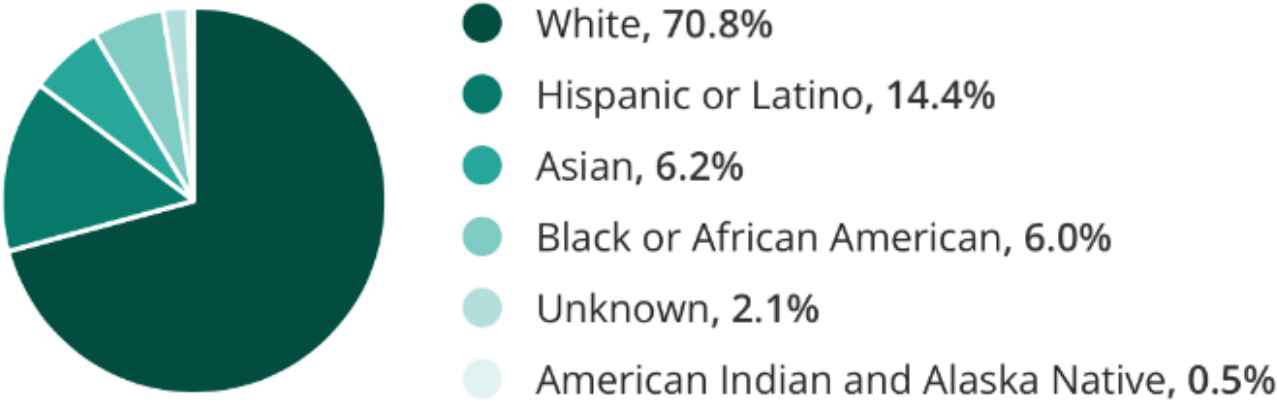 White, 70.8%
Hispanic or Latino, 14.4%
Asian, 6.2%
Black or African American, 6.0%
Unknown, 2.1%
American Indian and Alaska Native, 0.5%